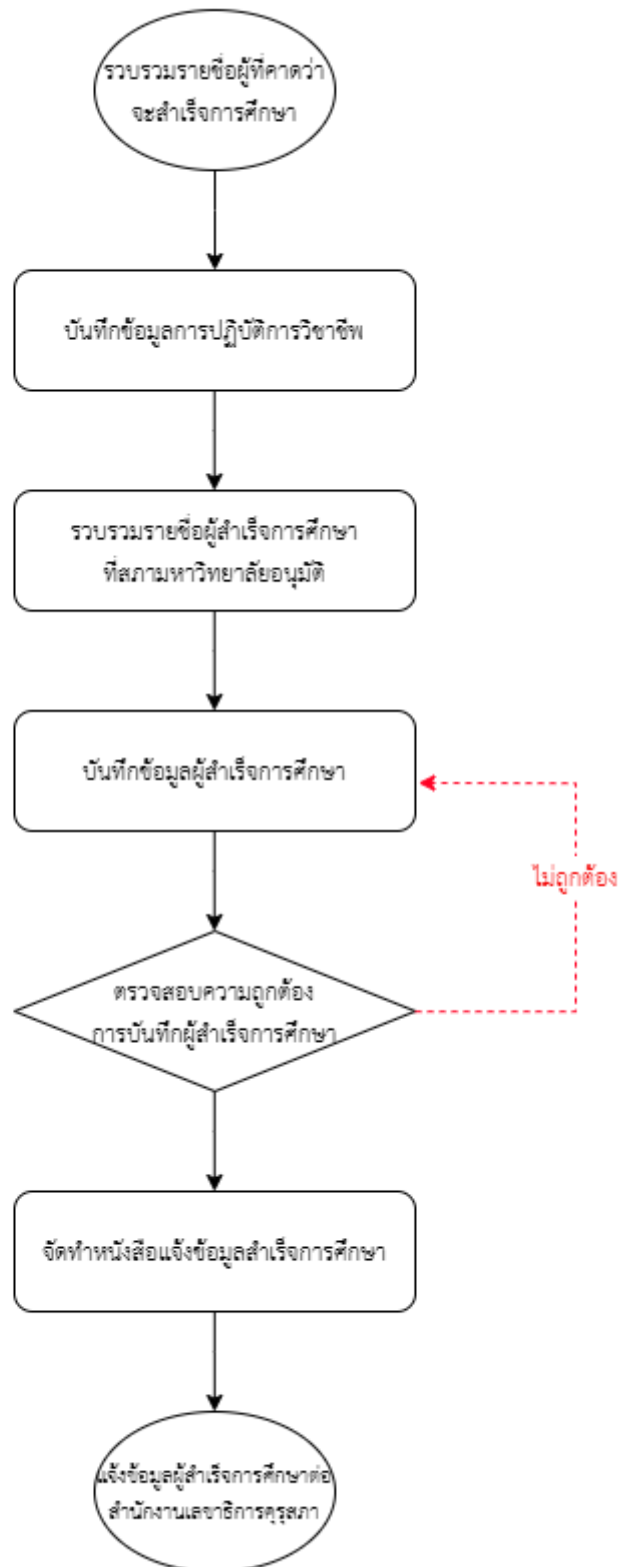 รวบรวมรายชื่อผู้ที่คาดว่า
จะสำเร็จการศึกษา
บันทึกข้อมูลการปฏิบัติการวิชาชีพ
รวบรวมรายชื่อผู้สำเร็จการศึกษา
ที่สภามหาวิทยาลัยอนุมัติ
บันทึกข้อมูลผู้สำเร็จการศึกษา
ไม่ถูกต้อง
ตรวจสอบความถูกต้อง
การบันทึกผู้สำเร็จการศึกษา
จัดทำหนังสือแจ้งข้อมูลสำเร็จการศึกษา
แจ้งข้อมูลผู้สำเร็จการศึกษาต่อ
สำนักงานเลขาธิการคุรุสภา